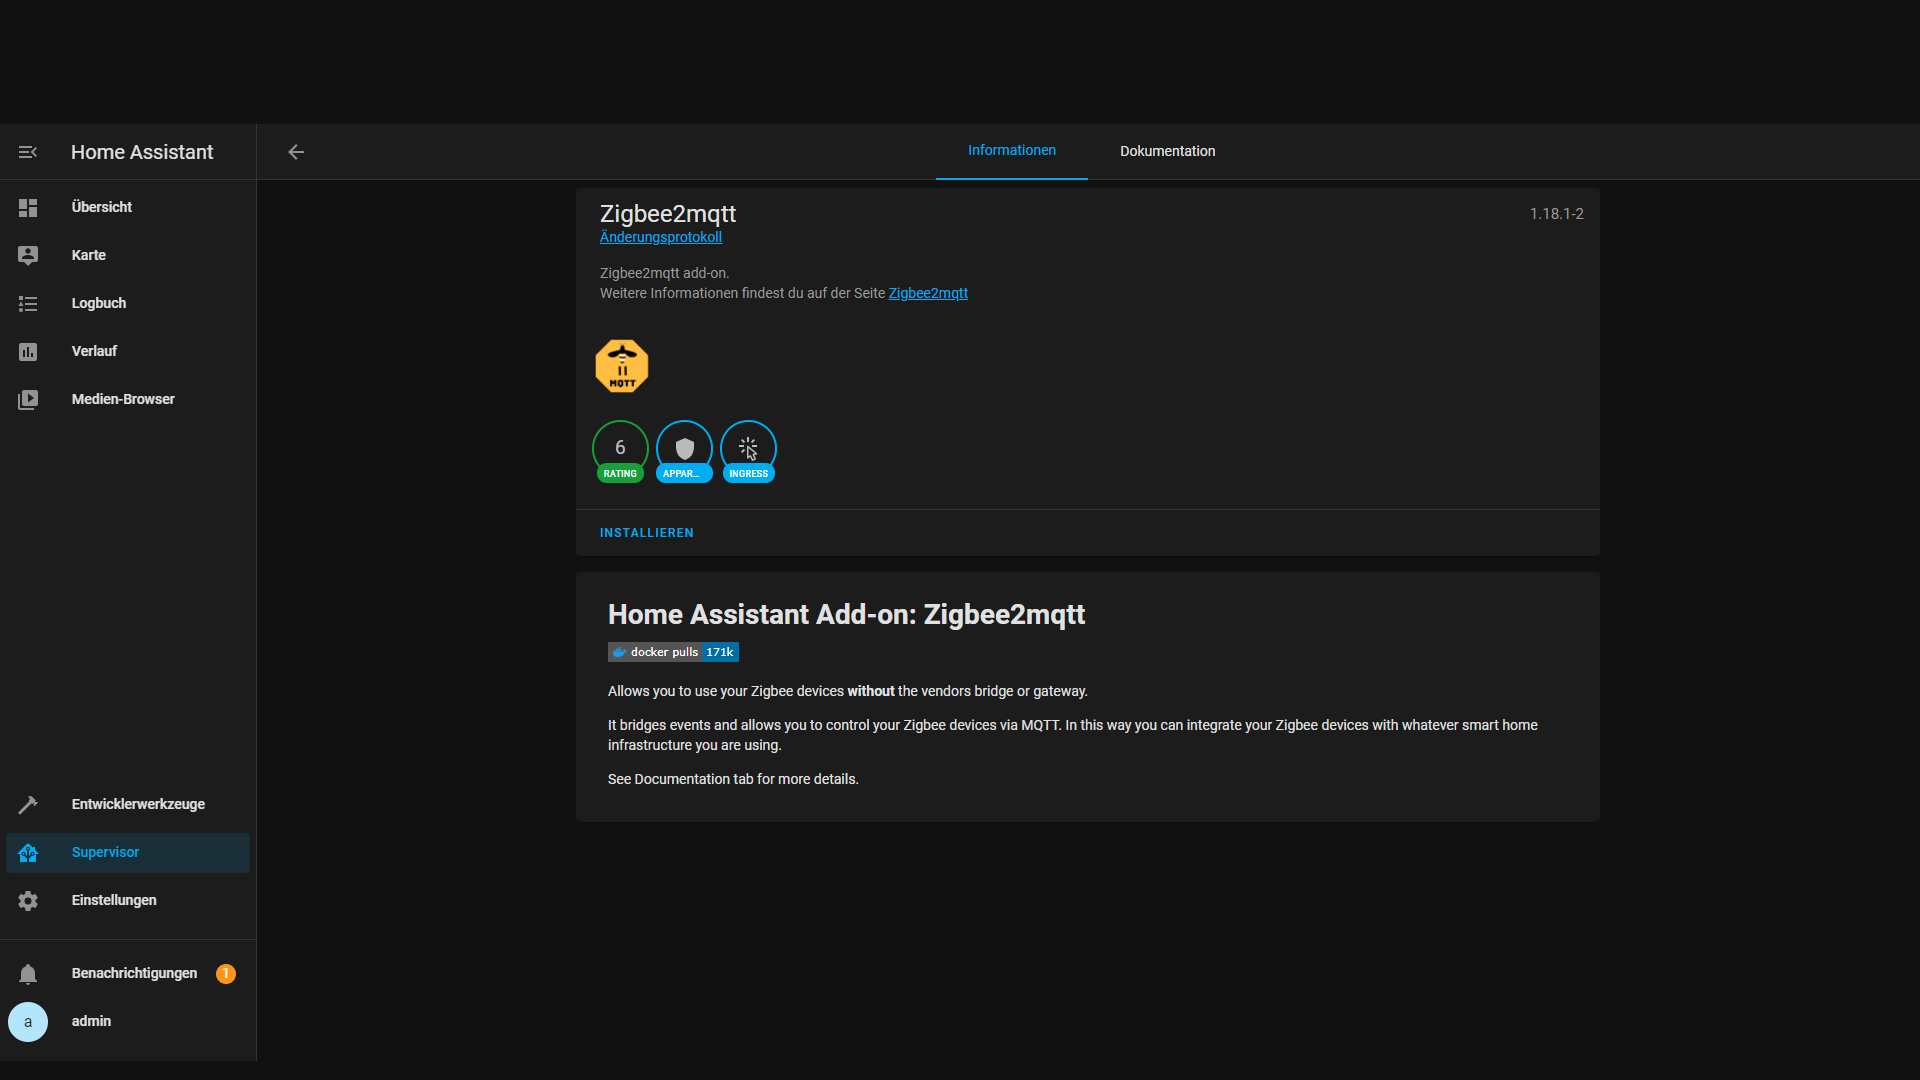 Home Assistant
Informationen
Dokumentation
Übersicht
Karte
Logbuch
Verlauf
Medien-Browser
Entwicklerwerkzeuge
Supervisor
Einstellungen
Benachrichtigungen 1
a admin
Zigbee2mqtt 1.18.1-2
Änderungsprotokoll
Zigbee2mqtt add-on.
Weitere Informationen findest du auf der Seite Zigbee2mqtt
MQTT
6
RATING APPAR... INGRESS
INSTALLIEREN
Home Assistant Add-on: Zigbee2mqtt
docker pulls 171k
Allows you to use your Zigbee devices without the vendors bridge or gateway.
It bridges events and allows you to control your Zigbee devices via MQTT. In this way you can integrate your Zigbee devices with whatever smart home
infrastructure you are using.
See Documentation tab for more details.